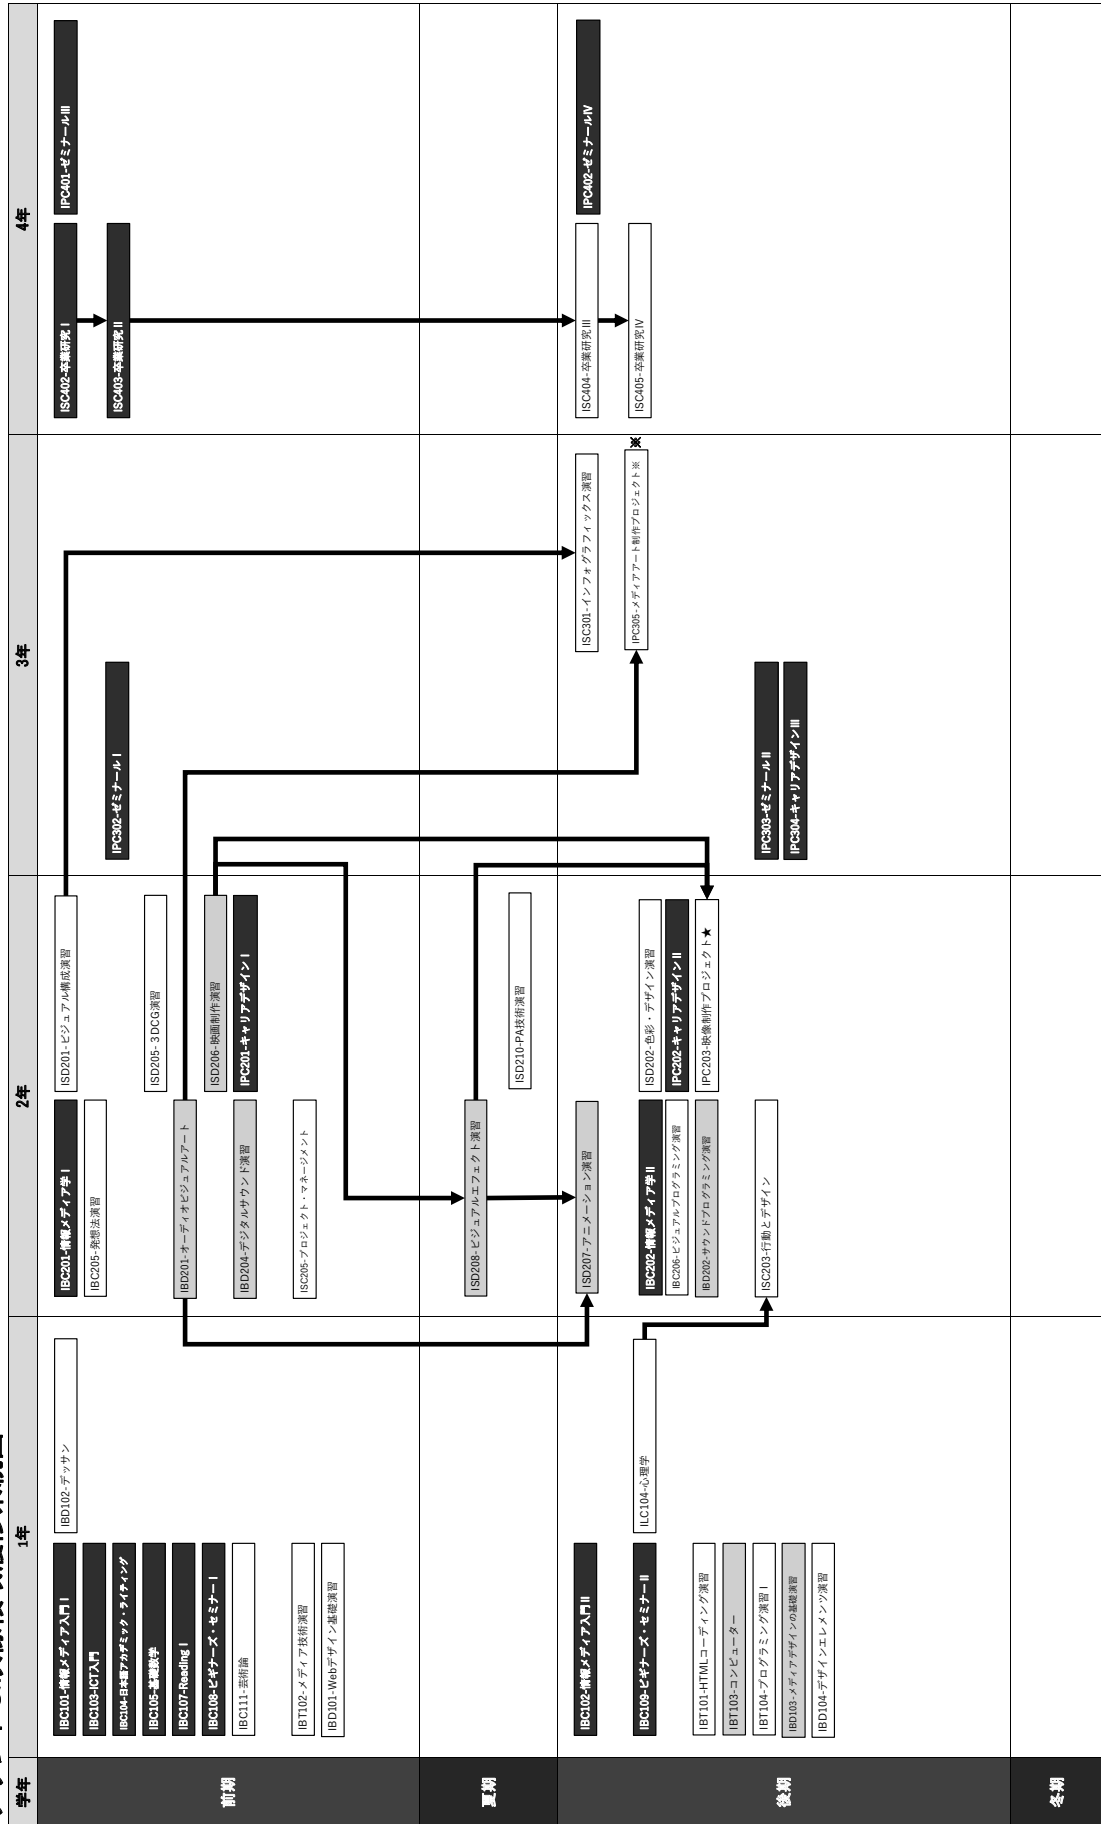 学年
1年
2年
3年
4年
前期
IBC101-情報メディア入門 I
IBC103-ICT入門
IBC104-日本語アカデミック・ライティング
IBC105-基礎数学
IBC107-Reading I
IBC108-ビギナーズ・セミナー I
IBC111-芸術論
IBT102-メディア技術演習
IBD101-Webデザイン基礎演習
IBD102-デッサン
IBC201-情報メディア学 I
IBC205-発想法演習
IBD201-オーディオビジュアルアート
IBD204-デジタルサウンド演習
ISC205-プロジェクト・マネージメント
ISD201-ビジュアル構成演習
ISD205-３DCG演習
ISD206-映画制作演習
IPC201-キャリアデザイン I
IPC302-ゼミナール I
ISC402-卒業研究 I
ISC403-卒業研究 II
IPC401-ゼミナールIII
夏期
ISD208-ビジュアルエフェクト演習
ISD210-PA技術演習
後期
IBC102-情報メディア入門 II
IBC109-ビギナーズ・セミナー II
IBT101-HTMLコーディング演習
IBT103-コンピューター
IBT104-プログラミング演習 I
IBD103-メディアデザインの基礎演習
IBD104-デザインエレメンツ演習
ILC104-心理学
ISD207-アニメーション演習
IBC202-情報メディア学 II
IBC206-ビジュアルプログラミング演習
IBD202-サウンドプログラミング演習
ISC203-行動とデザイン
ISD202-色彩・デザイン演習
IPC202-キャリアデザイン II
IPC203-映像制作プロジェクト★
ISC301-インフォグラフィックス演習
IPC305-メディアアート制作プロジェクト※
※
IPC303-ゼミナール II
IPC304-キャリアデザインIII
ISC404-卒業研究III
ISC405-卒業研究IV
IPC402-ゼミナールIV
冬期